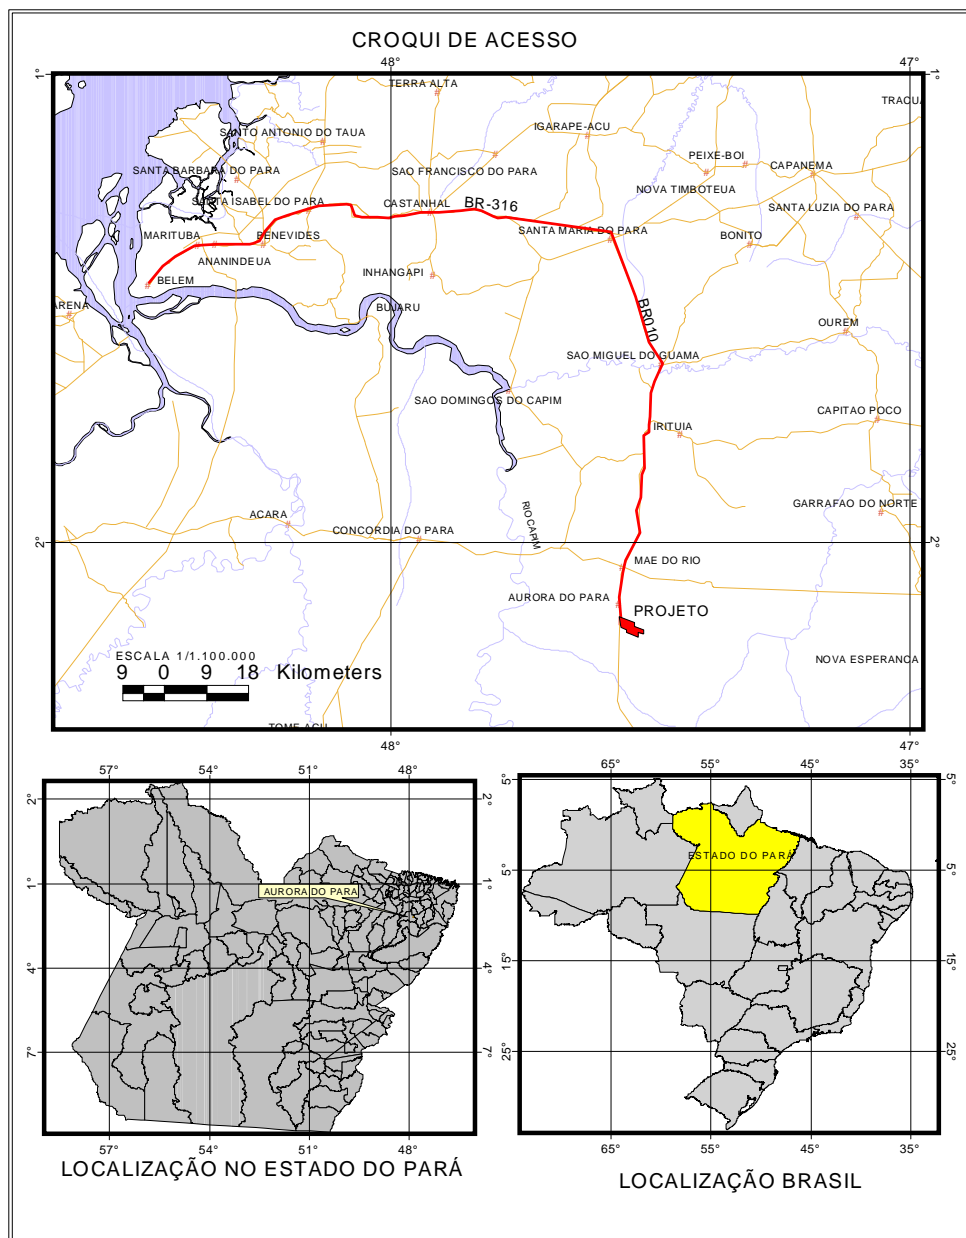 CROQUI DE ACESSO
48°
47°
1°
1°
TERRA ALTA
TRACUA
SANTO ANTONIO DO TAUA
IGARAPE-ACU
PEIXE-BOI
CAPANEMA
SANTA BARBARA DO PARA
SAO FRANCISCO DO PARA
NOVA TIMBOTEUA
SANTA ISABEL DO PARA
CASTANHAL
BR-316
SANTA LUZIA DO PARA
MARITUBA
BENEVIDES
SANTA MARIA DO PARA
BONITO
ANANINDEUA
INHANGAPI
BELEM
ARENA
BUJARU
BR010
OUREM
SAO MIGUEL DO GUAMA
SAO DOMINGOS DO CAPIM
CAPITAO POCO
IRITUIA
GARRAFAO DO NORTE
ACARA
RIO CAPIM
CONCORDIA DO PARA
2°
2°
MAE DO RIO
AURORA DO PARA
PROJETO
ESCALA 1/1.100.000
NOVA ESPERANCA
9 0 9 18 Kilometers
TOME-ACU
48°
47°
57° 54° 51° 48°
2°
2°
1°
1°
AURORA DO PARA
4°
4°
7°
7°
57° 54° 51° 48°
LOCALIZAÇÃO NO ESTADO DO PARÁ
65° 55° 45° 35°
5°
5°
ESTADO DO PARÁ
5°
5°
15°
15°
25°
25°
65° 55° 45° 35°
LOCALIZAÇÃO BRASIL